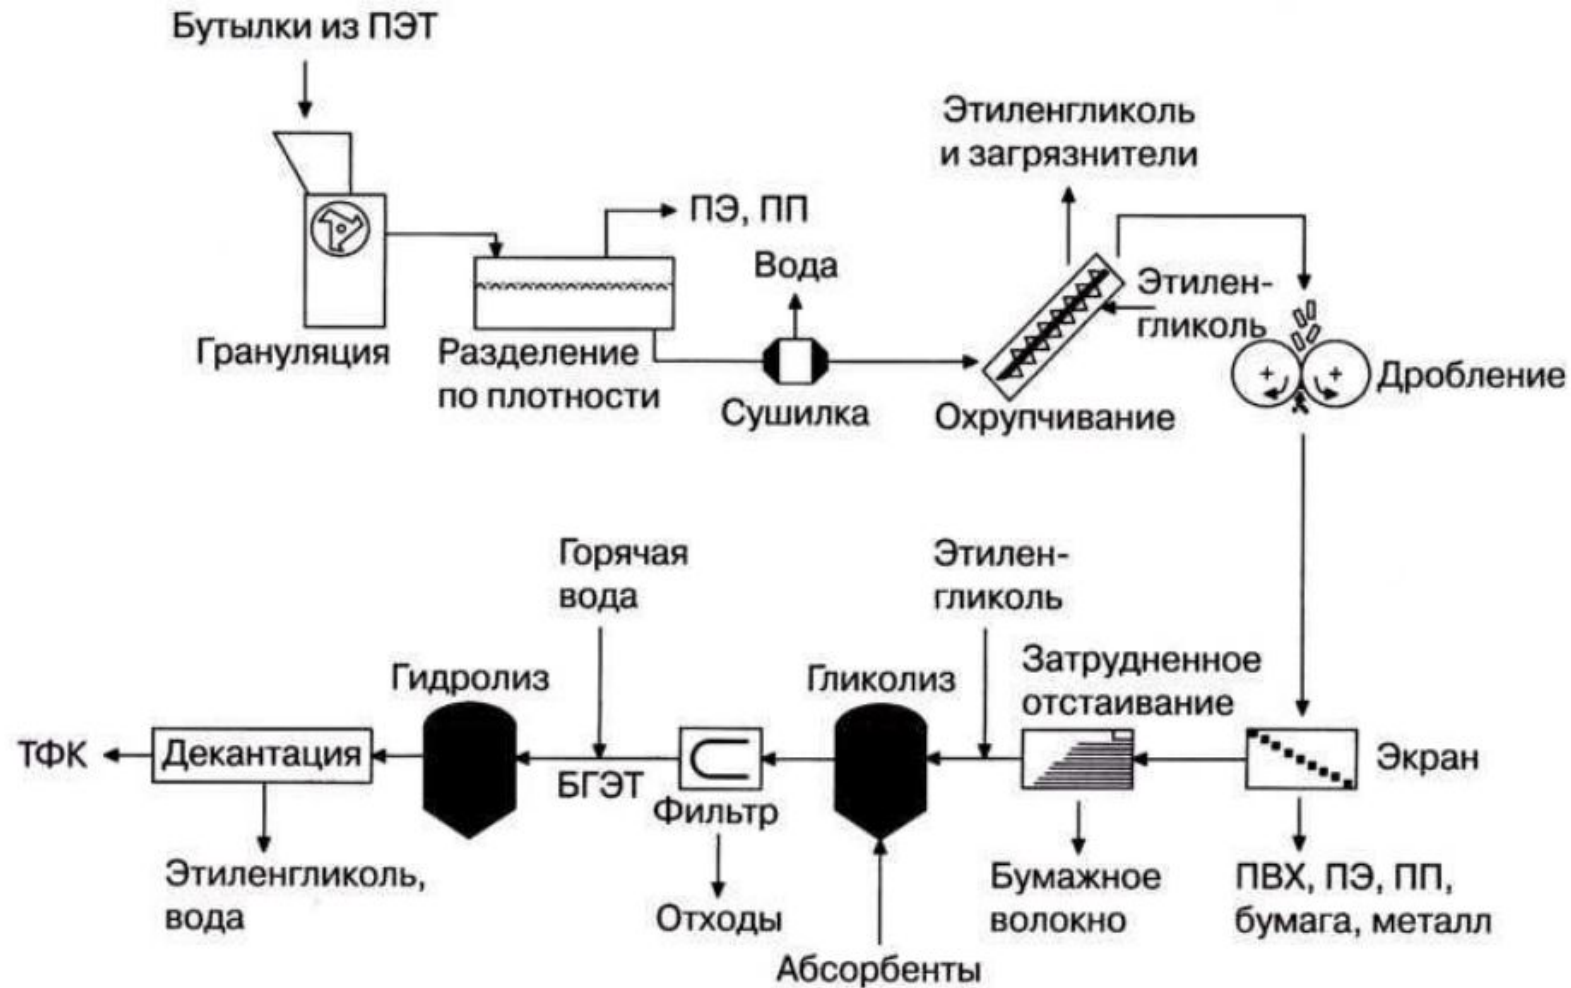 Бутылки из ПЭТ
Этиленгликоль
и загрязнители
ПЭ, ПП
Вода
Этилен-
гликоль
Грануляция
Разделение
по плотности
Сушилка
Охрупчивание
Дробление
Горячая
вода
Этилен-
гликоль
Затрудненное
отстаивание
Гидролиз
Гликолиз
ТФК
Декантация
БГЭТ
Фильтр
Экран
Этиленгликоль,
вода
Отходы
Абсорбенты
Бумажное
волокно
ПВХ, ПЭ, ПП,
бумага, металл